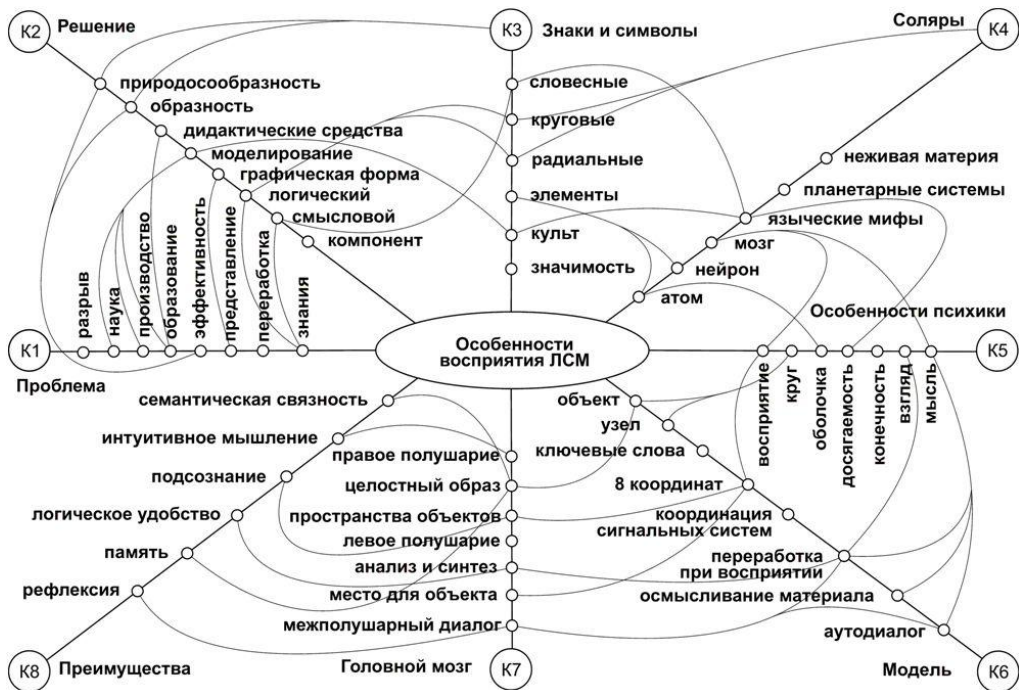 К2
Решение
К3
Знаки и символы
Соляры
К4
природосообразность
образность
дидактические средства
моделирование
графическая форма
логический
смысловой
компонент
словесные
круговые
радиальные
элементы
культ
значимость
неживая материя
планетарные системы
языческие мифы
мозг
нейрон
атом
К1
Проблема
разрыв
наука
производство
образование
эффективность
представление
переработка
знания
Особенности
восприятия ЛСМ
Особенности психики
К5
восприятие
круг
оболочка
досягаемость
конечность
взгляд
мысль
семантическая связность
интуитивное мышление
подсознание
логическое удобство
память
рефлексия
К8
Преимущества
правое полушарие
целостный образ
пространства объектов
левое полушарие
анализ и синтез
место для объекта
межполушарный диалог
Головной мозг
К7
объект
узел
ключевые слова
8 координат
координация
сигнальных систем
переработка
при восприятии
осмысливание материала
аутодиалог
Модель
К6